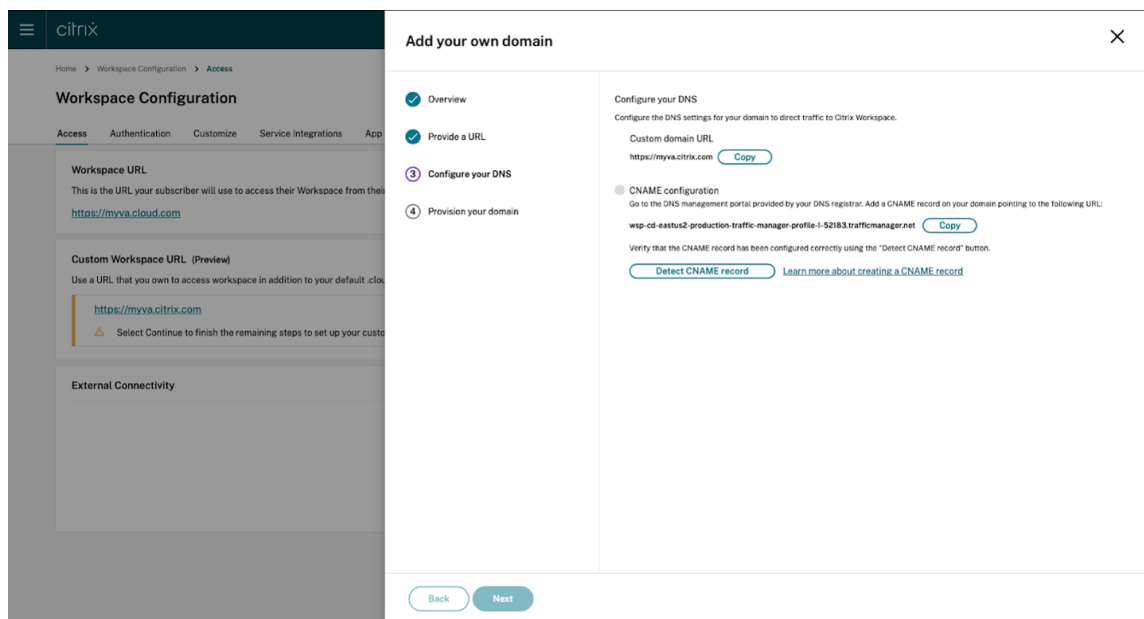 citrix
Home > Workspace Configuration > Access
Workspace Configuration
Access Authentication Customize Service Integrations App
Workspace URL
This is the URL your subscriber will use to access their Workspace from thei
https://myva.cloud.com
Custom Workspace URL (Preview)
Use a URL that you own to access workspace in addition to your default .clou
https://myva.citrix.com
Select Continue to finish the remaining steps to set up your custo
External Connectivity
Add your own domain
Overview
Provide a URL
3 Configure your DNS
4 Provision your domain
Configure your DNS
Configure the DNS settings for your domain to direct traffic to Citrix Workspace.
Custom domain URL
https://myva.citrix.com Copy
CNAME configuration
Go to the DNS management portal provided by your DNS registrar. Add a CNAME record on your domain pointing to the following URL:
wsp-cd-eastus2-production-traffic-manager-profile-1-52183.trafficmanager.net Copy
Verify that the CNAME record has been configured correctly using the "Detect CNAME record" button.
Detect CNAME record Learn more about creating a CNAME record
Back Next